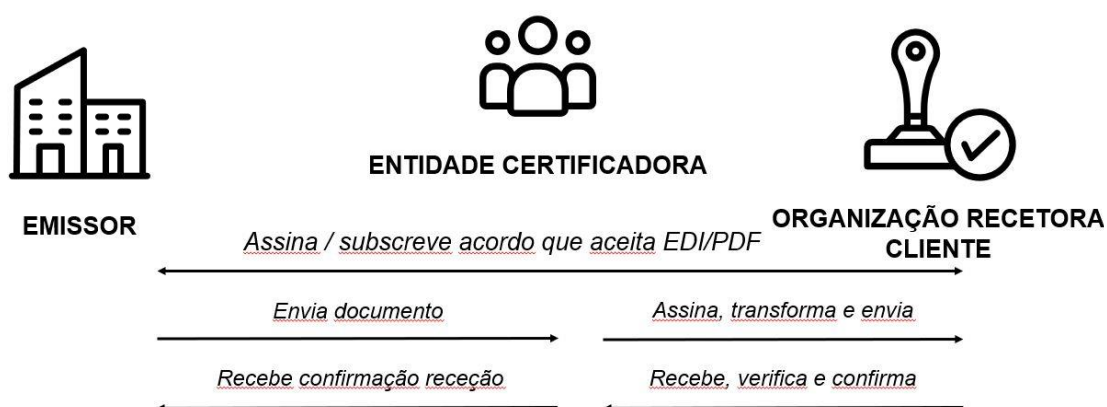 ENTIDADE CERTIFICADORA
EMISSOR
ORGANIZAÇÃO RECETORA
CLIENTE
Assina / subscreve acordo que aceita EDI/PDF
Envia documento
Assina, transforma e envia
Recebe confirmação receção
Recebe, verifica e confirma